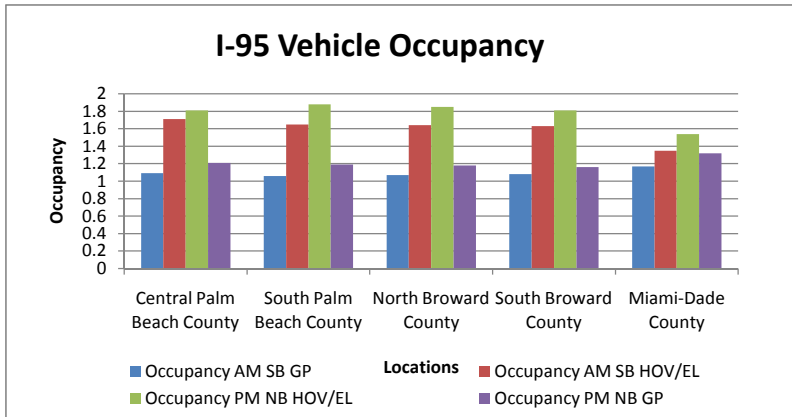 I-95 Vehicle Occupancy
Occupancy
2
1.8
1.6
1.4
1.2
1
0.8
0.6
0.4
0.2
0
Central Palm
Beach County
South Palm
Beach County
North Broward
County
South Broward
County
Miami-Dade
County
Locations
Occupancy AM SB GP
Occupancy AM SB HOV/EL
Occupancy PM NB HOV/EL
Occupancy PM NB GP